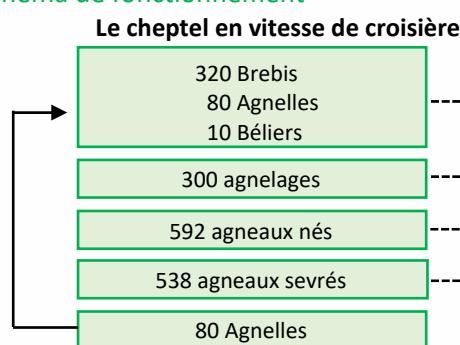 Le cheptel en vitesse de croisière
320 Brebis
80 Agnelles
10 Béliers
300 agnelages
592 agneaux nés
538 agneaux sevrés
80 Agnelles